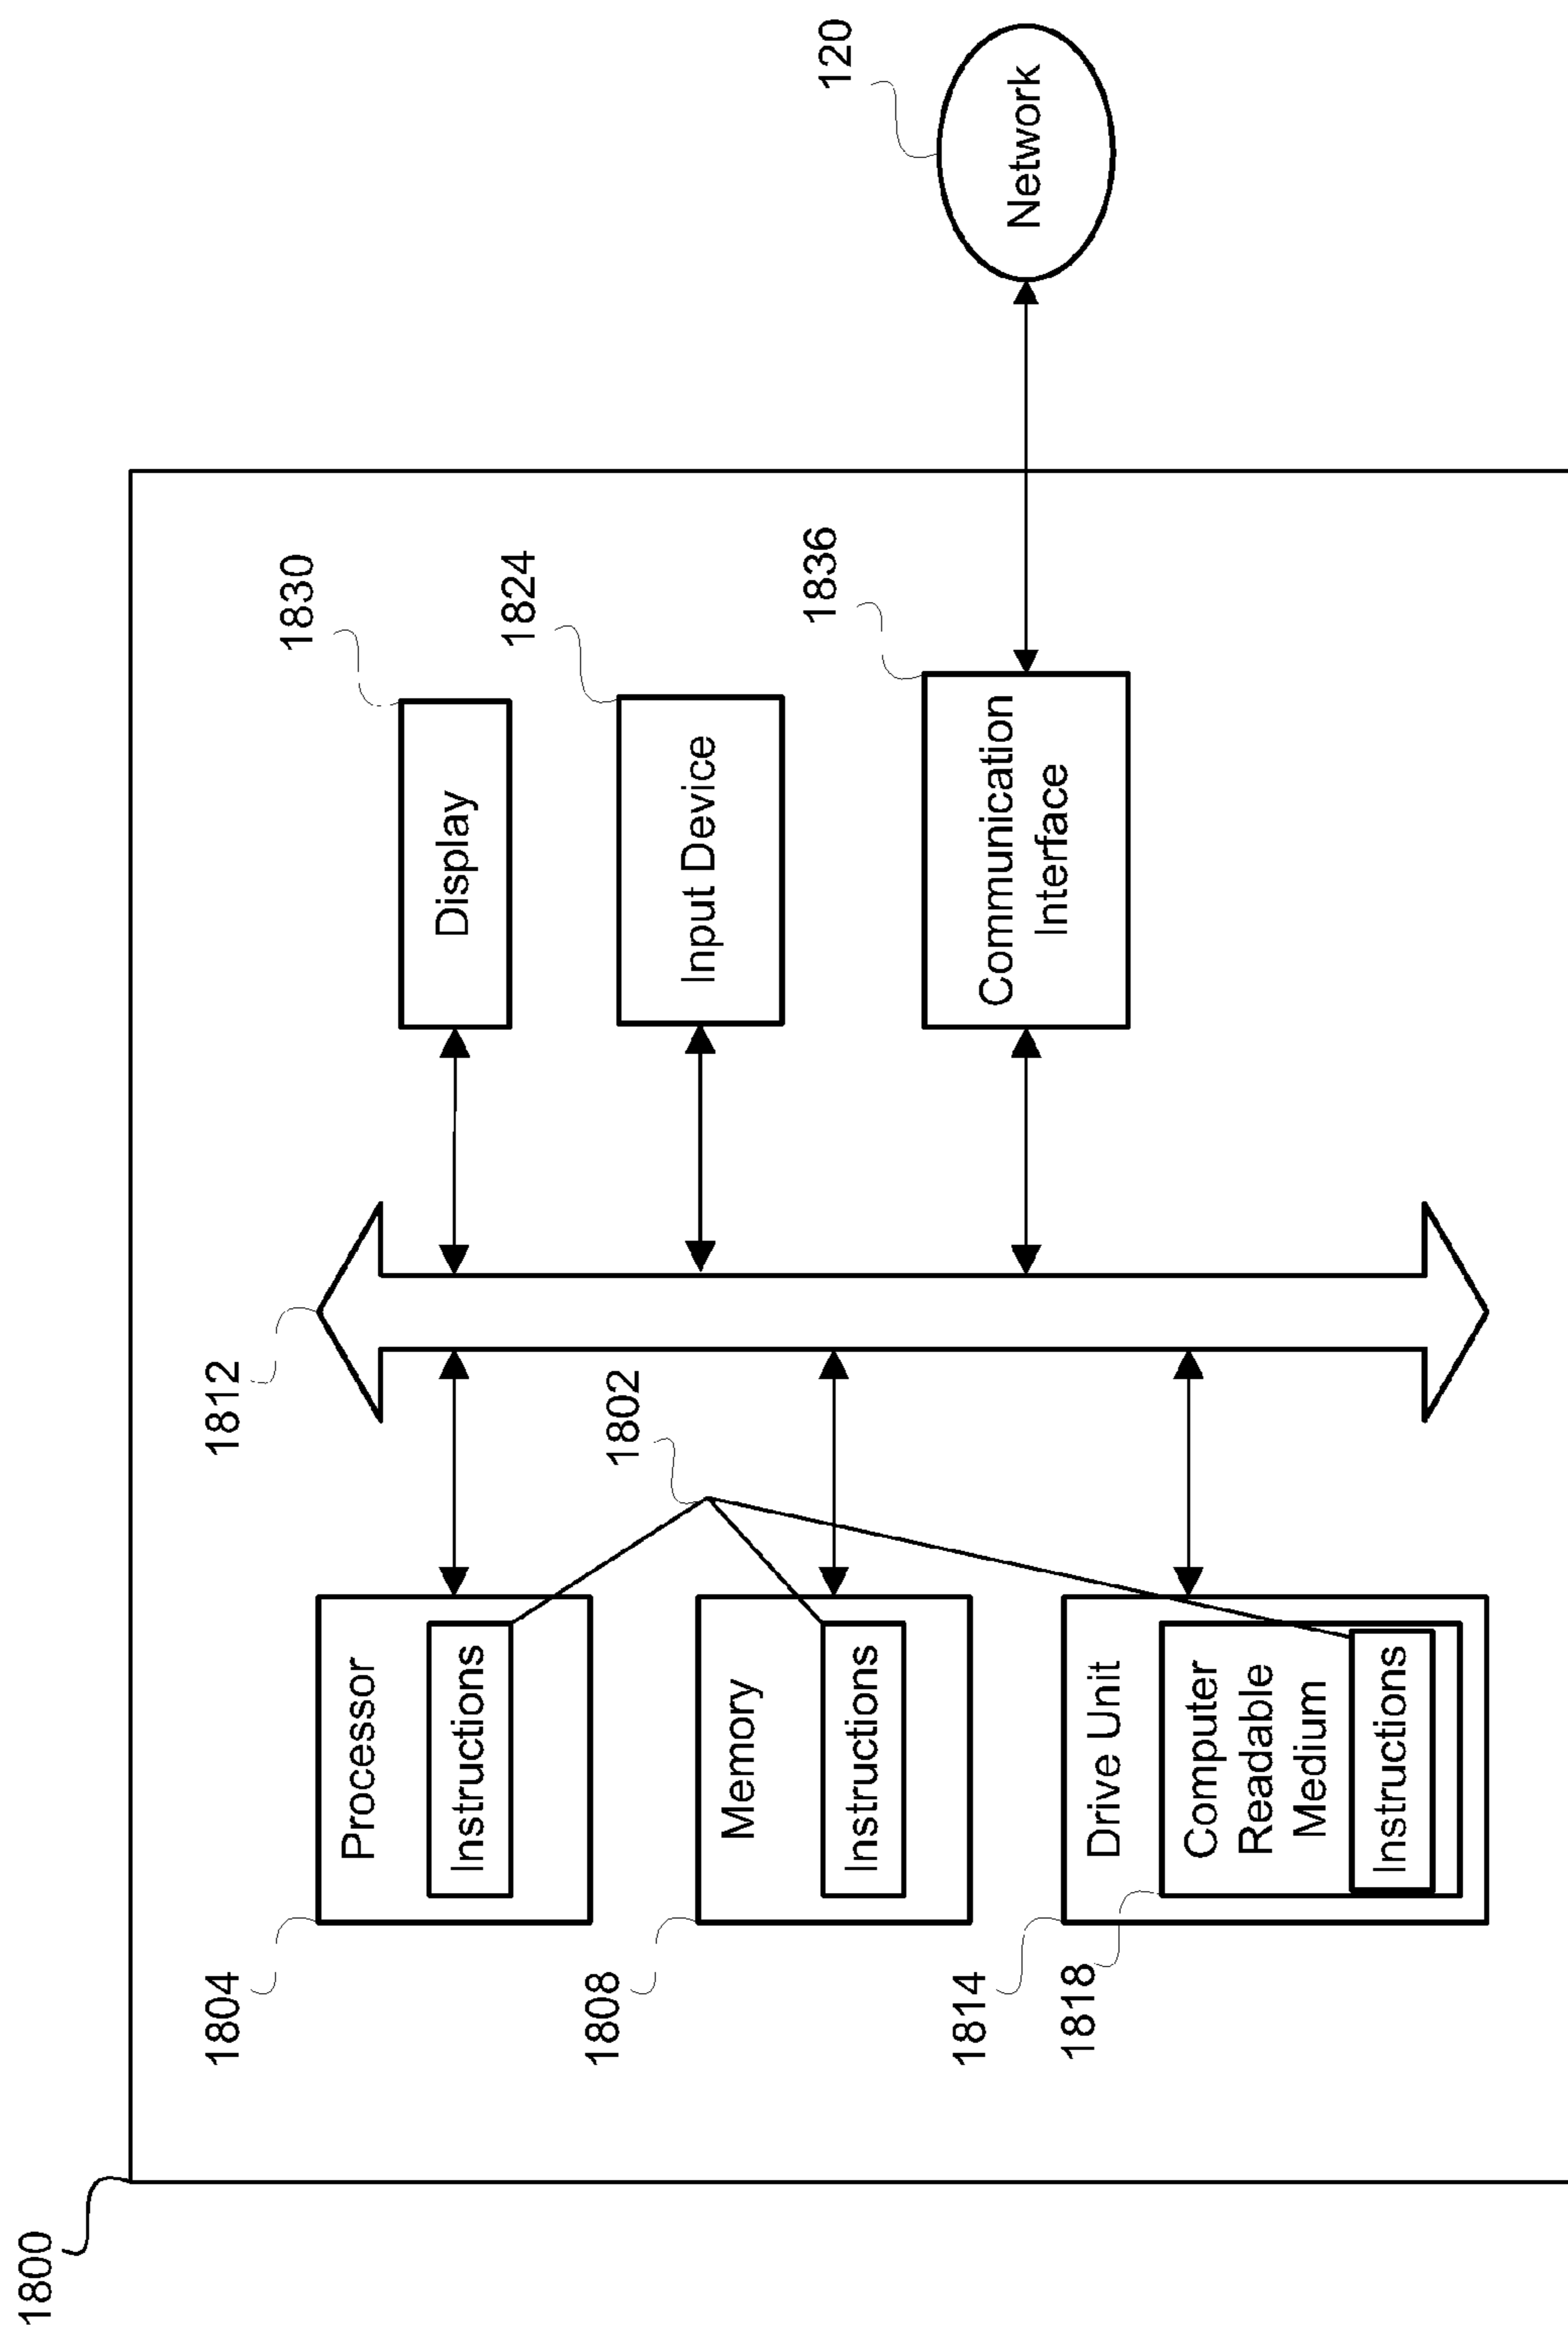 1800
1804
Processor
Instructions
1812
1830
Display
1802
1824
Input Device
1808
Memory
Instructions
1836
Communication
Interface
120
Network
1814
Drive Unit
1818
Computer
Readable
Medium
Instructions